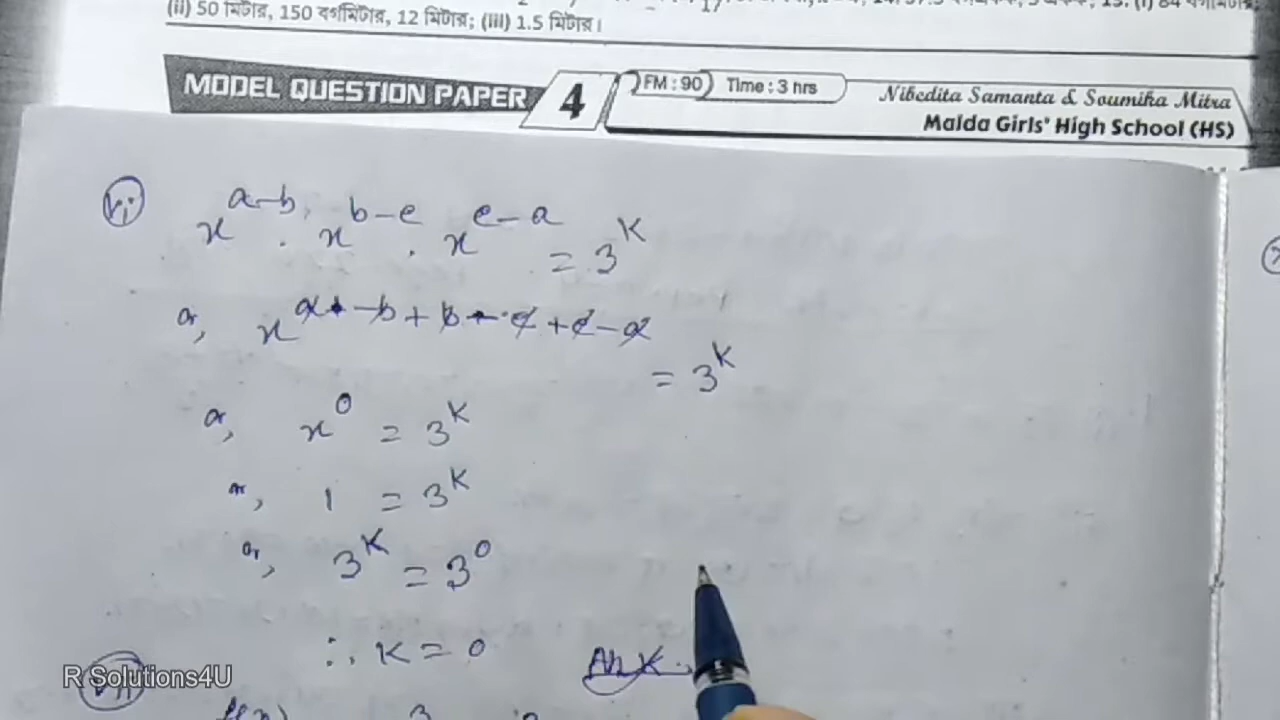 (ii) 50 মিটার, 150 বর্গমিটার, 12 মিটার; (iii) 1.5 মিটার।
MODEL QUESTION PAPER 4 FM : 90 Time : 3 hrs
Nibedita Samanta & Soumika Mitra
Malda Girls' High School (HS)
(vi) x^{a-b} . x^{b-c} . x^{c-a} = 3^K
or, x^{a-b+b-c+c-a}
= 3^K
or, x^0 = 3^K
or, 1 = 3^K
or, 3^K = 3^0
∴ K = 0
R Solutions4U
(vii)